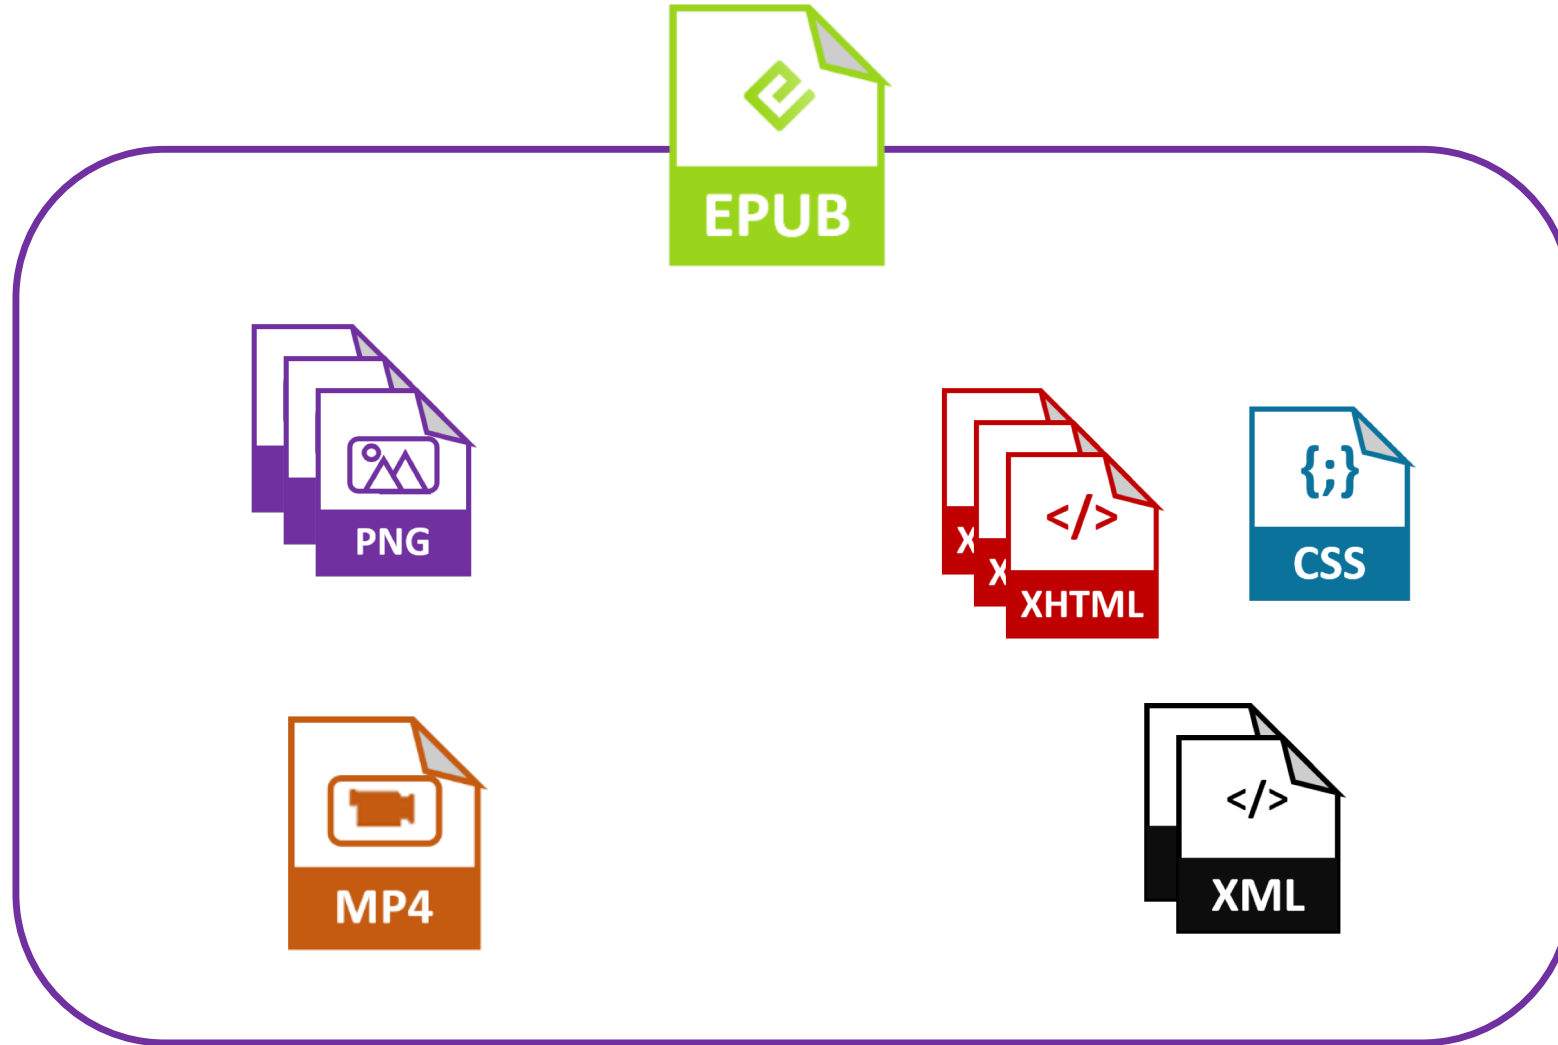 EPUB
PNG
X
X
</>
XHTML
{;}
CSS
MP4
</>
XML